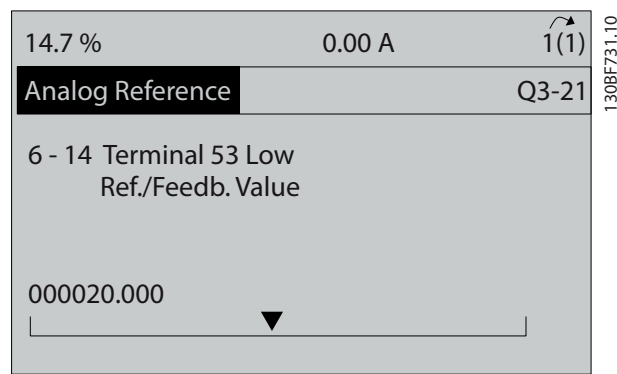 14.7 % 0.00 A 1(1)
Analog Reference Q3-21
6 - 14 Terminal 53 Low
Ref./Feedb. Value
000020.000
130BF731.10